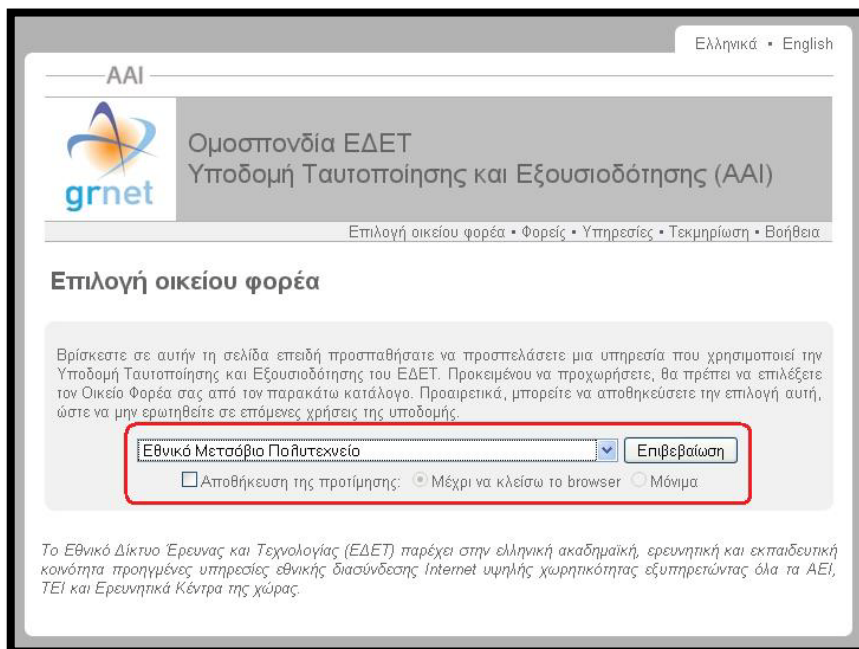 Ελληνικά • English
AAI
grnet
Ομοσπονδία ΕΔΕΤ
Υποδομή Ταυτοποίησης και Εξουσιοδότησης (AAI)
Επιλογή οικείου φορέα • Φορείς • Υπηρεσίες • Τεκμηρίωση • Βοήθεια
Επιλογή οικείου φορέα
Βρίσκεστε σε αυτήν τη σελίδα επειδή προσπαθήσατε να προσπελάσετε μια υπηρεσία που χρησιμοποιεί την
Υποδομή Ταυτοποίησης και Εξουσιοδότησης του ΕΔΕΤ. Προκειμένου να προχωρήσετε, θα πρέπει να επιλέξετε
τον Οικείο Φορέα σας από τον παρακάτω κατάλογο. Προαιρετικά, μπορείτε να αποθηκεύσετε την επιλογή αυτή,
ώστε να μην ερωτηθείτε σε επόμενες χρήσεις της υποδομής.
Εθνικό Μετσόβιο Πολυτεχνείο Επιβεβαίωση
Αποθήκευση της προτίμησης: Μέχρι να κλείσω το browser Μόνιμα
Το Εθνικό Δίκτυο Έρευνας και Τεχνολογίας (ΕΔΕΤ) παρέχει στην ελληνική ακαδημαϊκή, ερευνητική και εκπαιδευτική
κοινότητα προηγμένες υπηρεσίες εθνικής διασύνδεσης Internet υψηλής χωρητικότητας εξυπηρετώντας όλα τα ΑΕΙ,
ΤΕΙ και Ερευνητικά Κέντρα της χώρας.